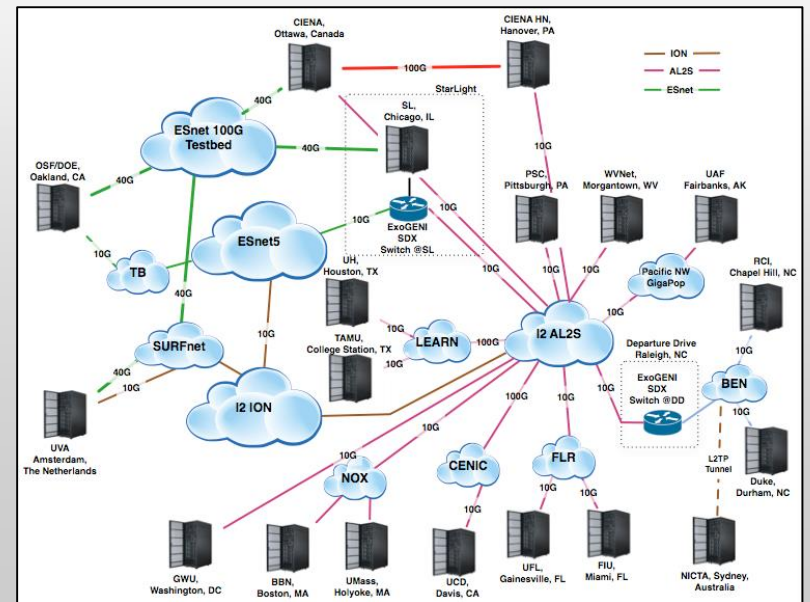 CIENA,
Ottawa, Canada
CIENA HN,
Hanover, PA
ION
AL2S
ESnet
100G
StarLight
40G
SL,
Chicago, IL
ESnet 100G
Testbed
40G
10G
OSF/DOE,
Oakland, CA
40G
PSC,
Pittsburgh, PA
WVNet,
Morgantown, WV
UAF
Fairbanks, AK
10G
10G
ExoGENI
SDX
Switch @SL
ESnet5
10G
TB
UH,
Houston, TX
10G
10G
10G
Pacific NW
GigaPop
RCI,
Chapel Hill, NC
40G
10G
10G
10G
LEARN
100G
I2 AL2S
SURFnet
TAMU,
College Station, TX
10G
Departure Drive
Raleigh, NC
10G
40G
10G
ExoGENI
SDX
Switch @DD
BEN
I2 ION
100G
10G
10G
10G
UVA
Amsterdam,
The Netherlands
10G
10G
NOX
CENIC
FLR
L2TP
Tunnel
Duke,
Durham, NC
10G
10G
10G
GWU,
Washington, DC
BBN,
Boston, MA
UMass,
Holyoke, MA
UCD,
Davis, CA
UFL,
Gainesville, FL
FIU,
Miami, FL
NICTA, Sydney,
Australia